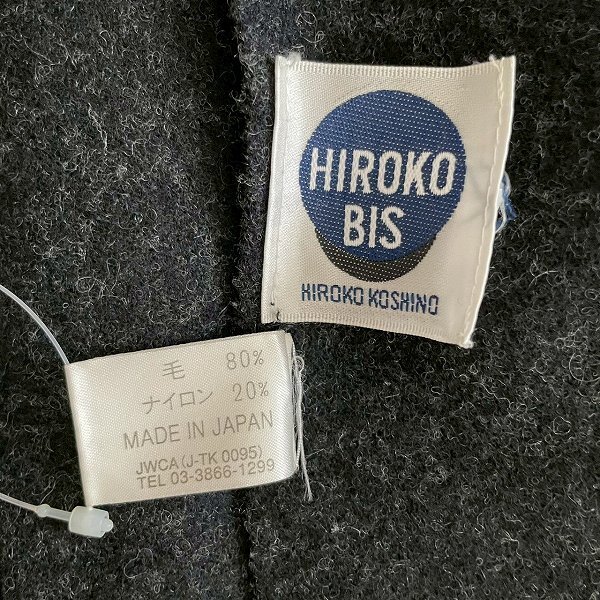 HIROKO
BIS
HIROKO KOSHINO
毛 80%
ナイロン 20%
MADE IN JAPAN
JWCA(J-TK 0095)
TEL 03-3866-1299